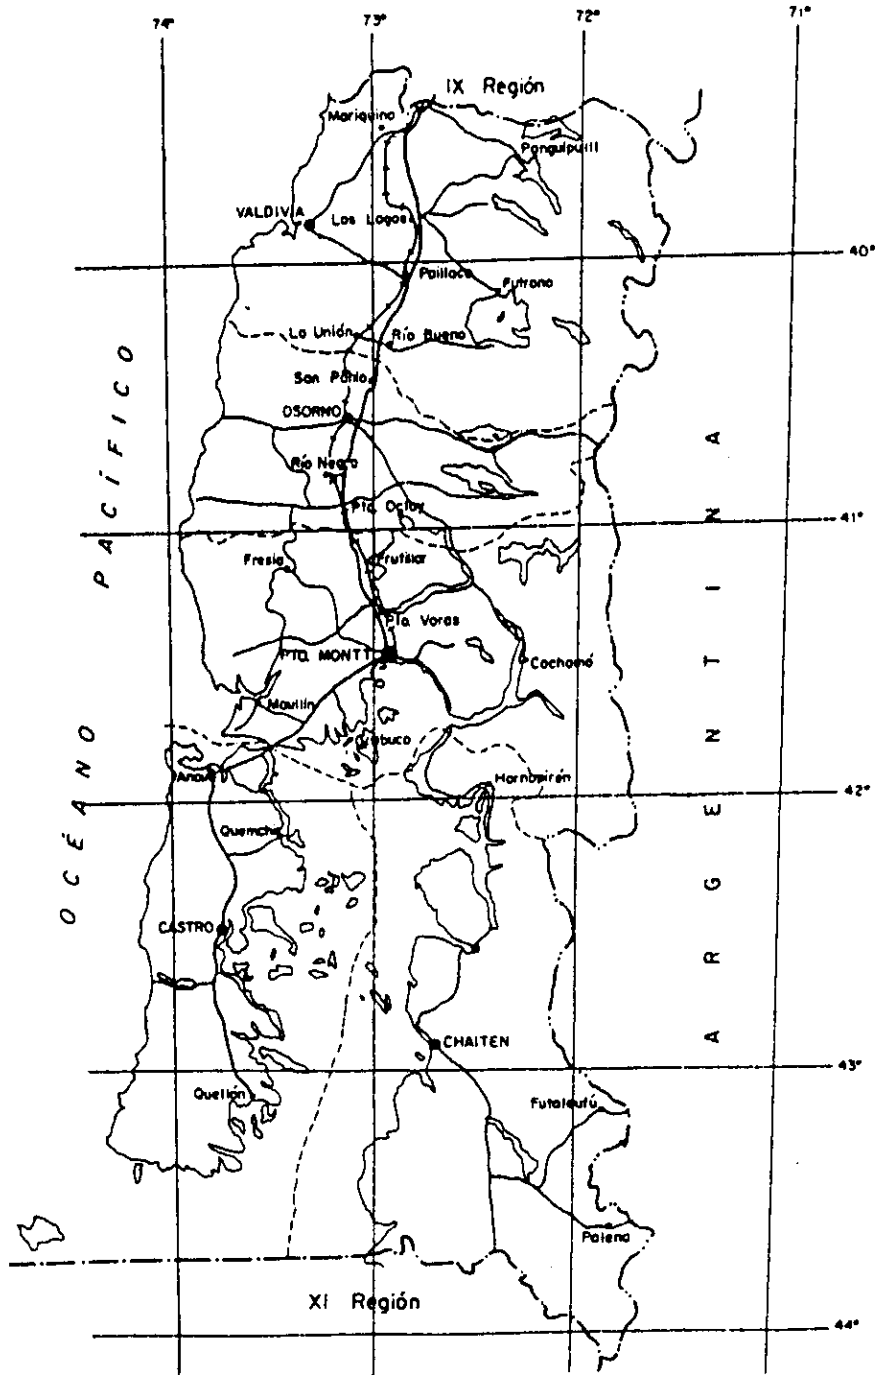 74°
73°
72°
71°
IX Región
Mariquina
Panguipulli
VALDIVIA
Los Lagos
40°
Paillaco
Futrono
La Unión
Río Bueno
San Pablo
OSORNO
Río Negro
Pto. Octay
41°
Fresia
Frutillar
Pto. Varas
PTO. MONTT
Cochamó
Maullín
Calbuco
Ancud
Hornopirén
42°
Quemchi
CASTRO
CHAITEN
43°
Quellón
Futaleufú
Palena
XI Región
44°
OCÉANO PACÍFICO
ARGENTINA